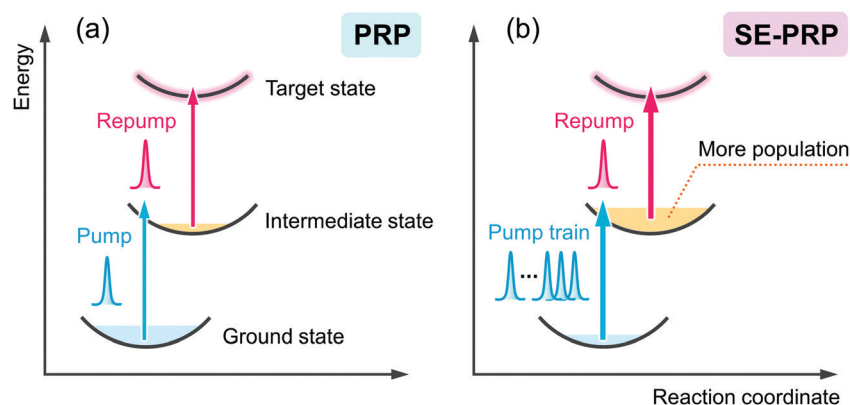 Energy
(a)
PRP
Target state
Repump
Intermediate state
Pump
Ground state
(b)
SE-PRP
Repump
More population
Pump train
...
Reaction coordinate